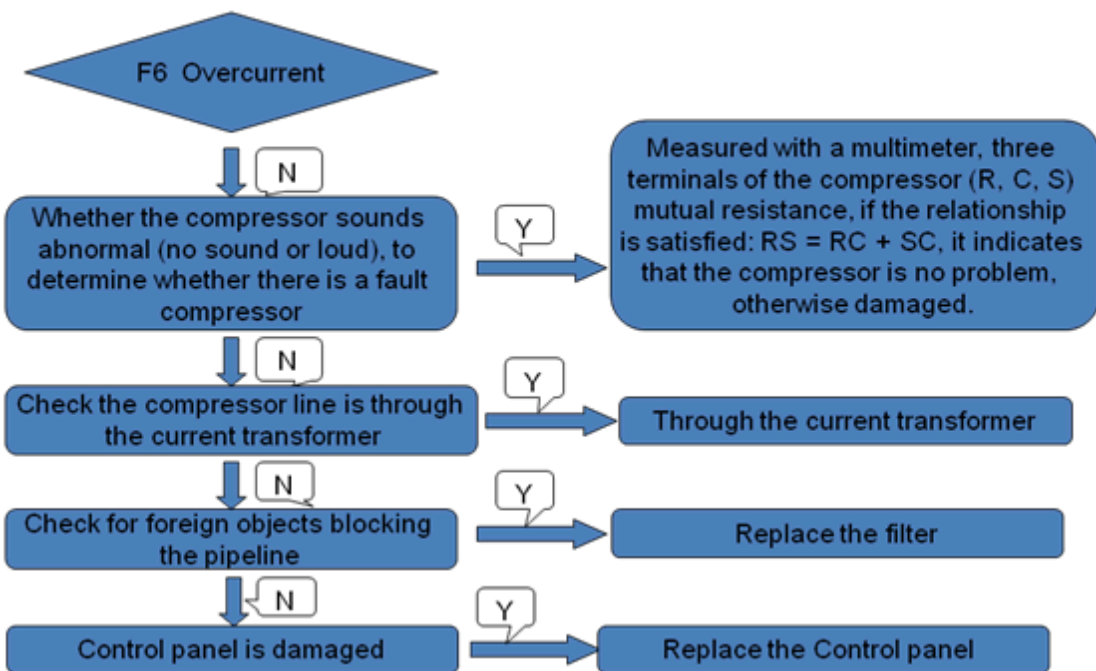 F6 Overcurrent
N
Whether the compressor sounds
abnormal (no sound or loud), to
determine whether there is a fault
compressor
Y
Measured with a multimeter, three
terminals of the compressor (R, C, S)
mutual resistance, if the relationship
is satisfied: RS = RC + SC, it indicates
that the compressor is no problem,
otherwise damaged.
N
Check the compressor line is through
the current transformer
Y
Through the current transformer
N
Check for foreign objects blocking
the pipeline
Y
Replace the filter
N
Control panel is damaged
Y
Replace the Control panel